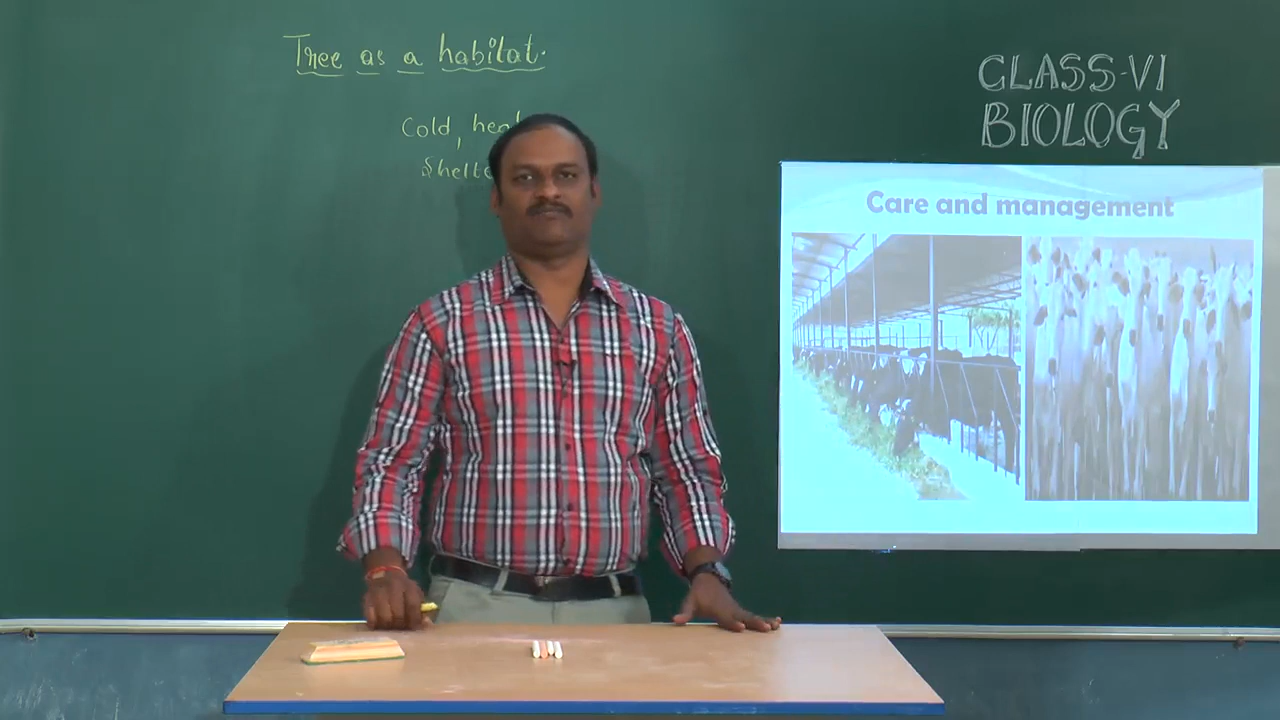 Tree as a habitat.
Cold,
CLASS-VI
BIOLOGY
Care and management